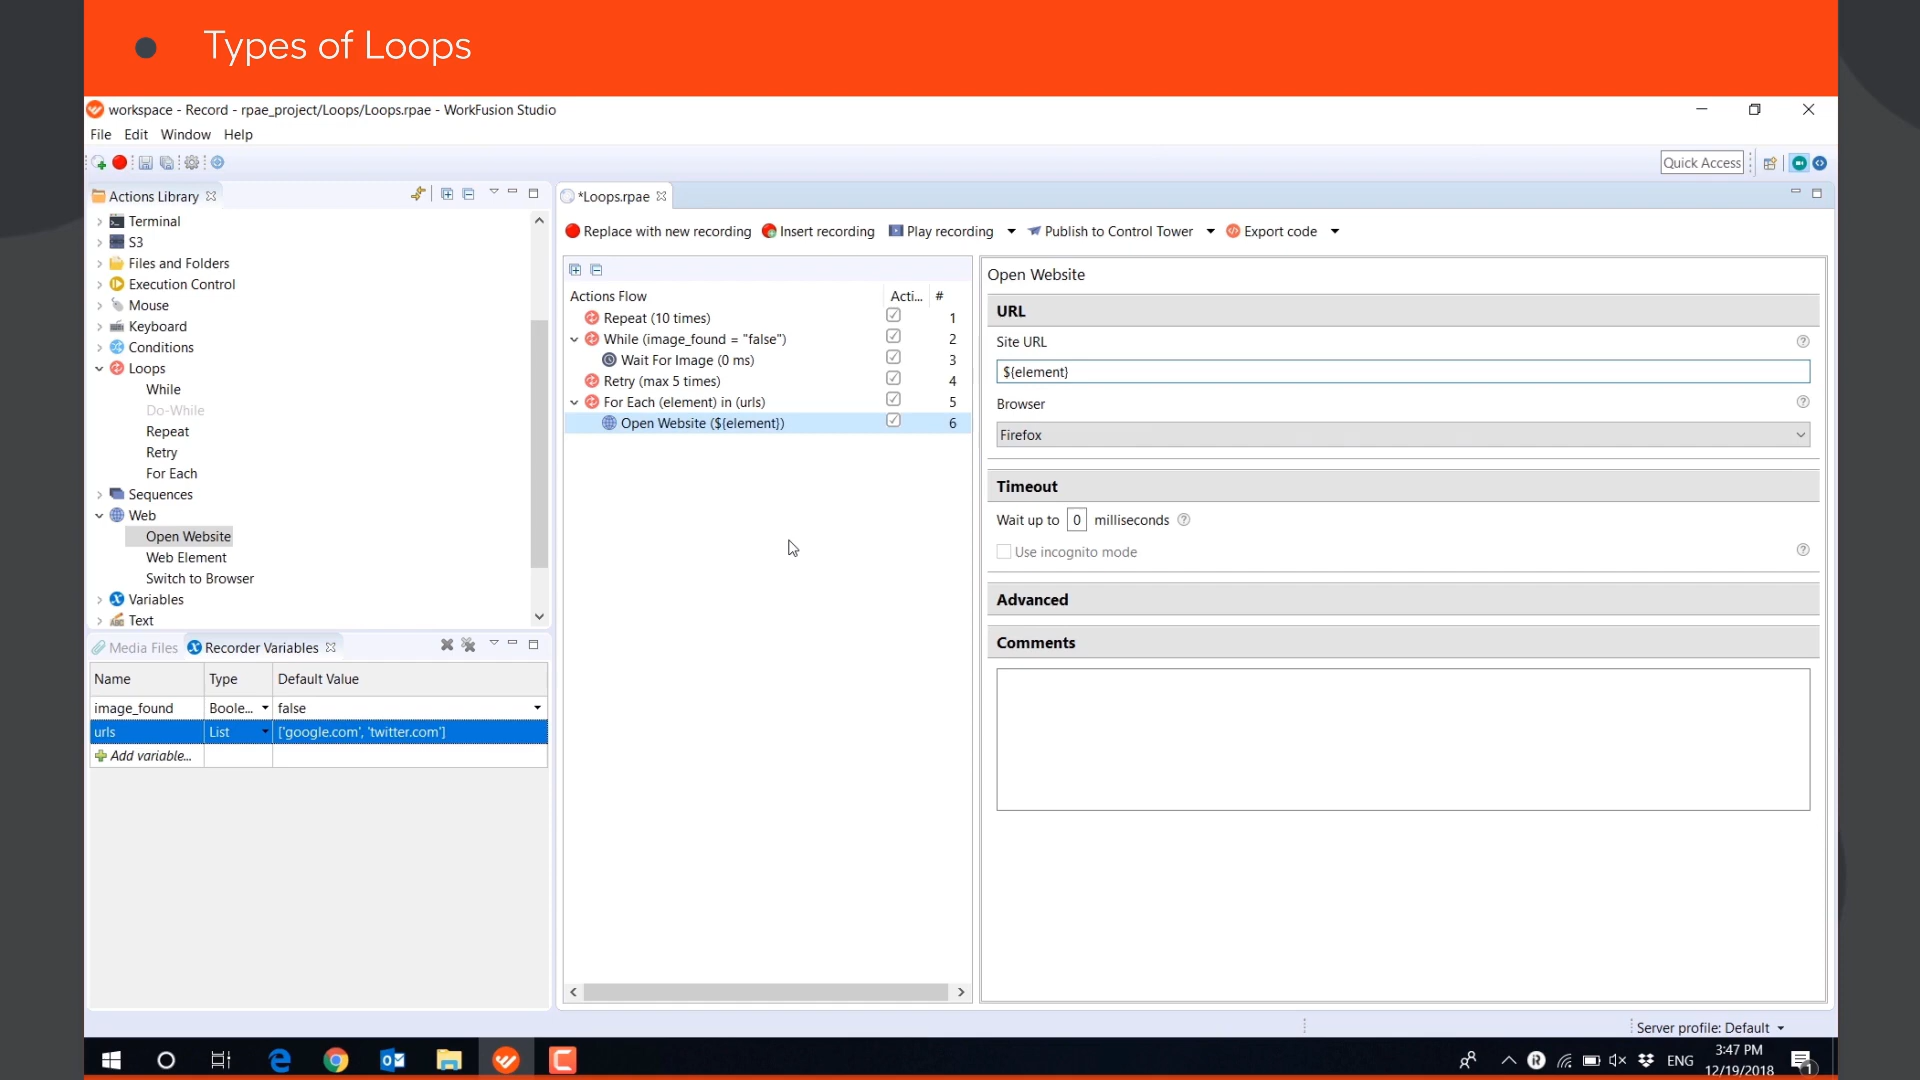 Types of Loops
workspace - Record - rpae_project/Loops/Loops.rpae - WorkFusion Studio
File Edit Window Help
Quick Access
Actions Library
*Loops.rpae
Terminal
S3
Files and Folders
Execution Control
Mouse
Keyboard
Conditions
Loops
While
Do-While
Repeat
Retry
For Each
Sequences
Web
Open Website
Web Element
Switch to Browser
Variables
Text
Replace with new recording Insert recording Play recording Publish to Control Tower Export code
Actions Flow Acti... #
Repeat (10 times) 1
While (image_found = "false") 2
Wait For Image (0 ms) 3
Retry (max 5 times) 4
For Each (element) in (urls) 5
Open Website (${element}) 6
Open Website
URL
Site URL
${element}
Browser
Firefox
Timeout
Wait up to 0 milliseconds
Use incognito mode
Advanced
Comments
Media Files Recorder Variables
Name Type Default Value
image_found Boole... false
urls List ['google.com', 'twitter.com']
Add variable...
Server profile: Default
ENG
3:47 PM
12/19/2018
1